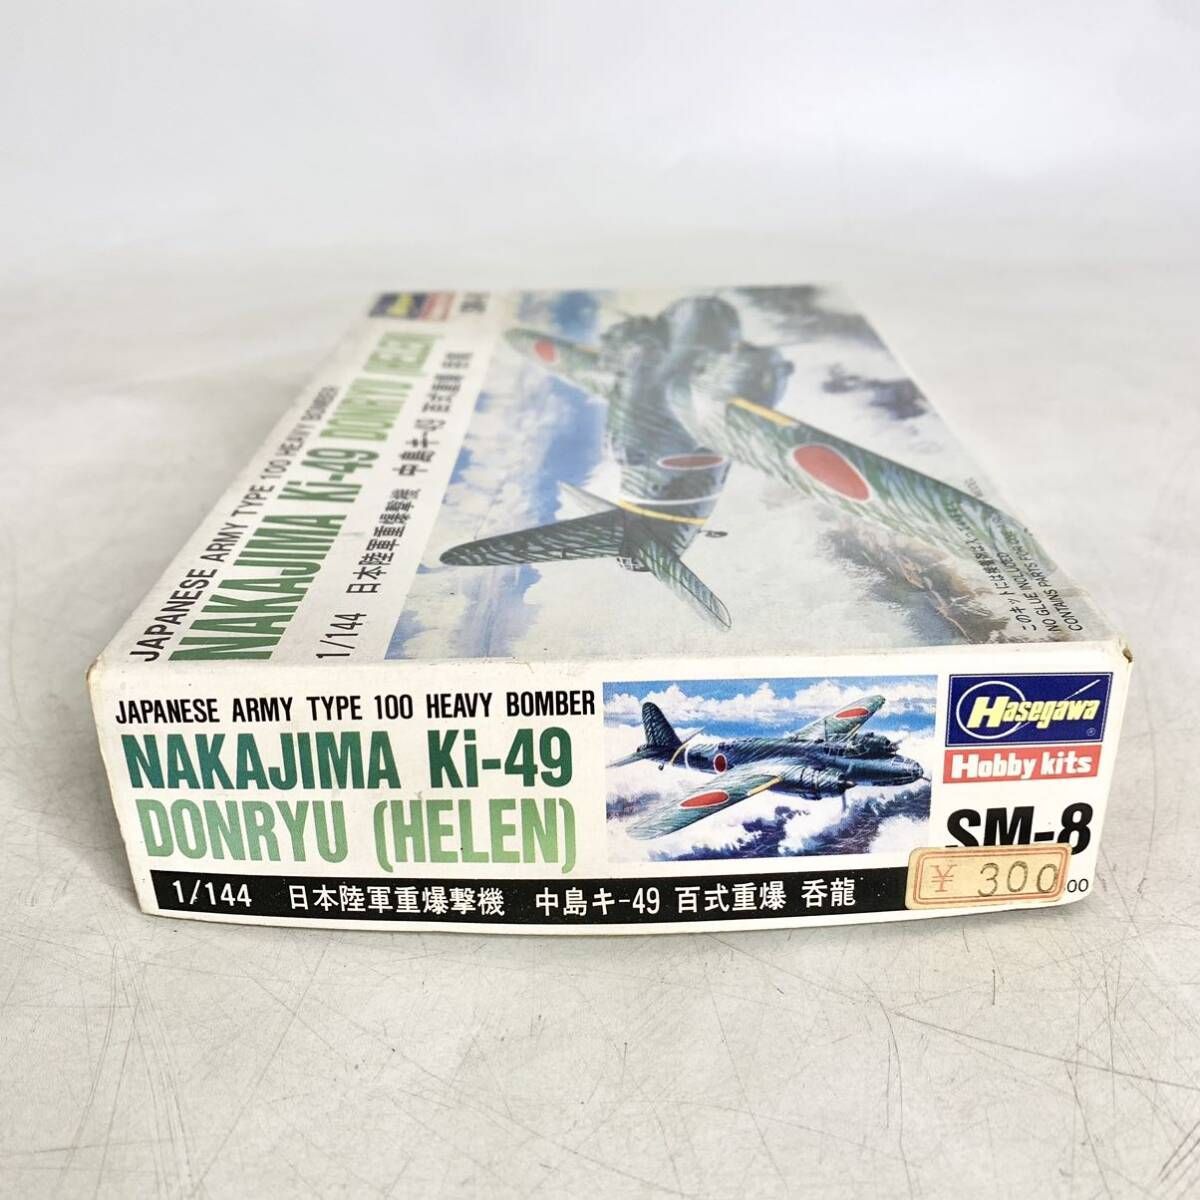 JAPANESE ARMY TYPE 100 HEAVY BOMBER
NAKAJIMA Ki-49 DONRYU (HELEN)
1/144 日本陸軍重爆撃機 中島キ-49 百式重爆 呑龍
NO GLUE INCLUDED
CONTAINS PARTS FOR ONE
JAPANESE ARMY TYPE 100 HEAVY BOMBER
NAKAJIMA Ki-49
DONRYU (HELEN)
1/144 日本陸軍重爆撃機 中島キ-49 百式重爆 呑龍
Hasegawa
Hobby kits
SM-8
¥ 300
00